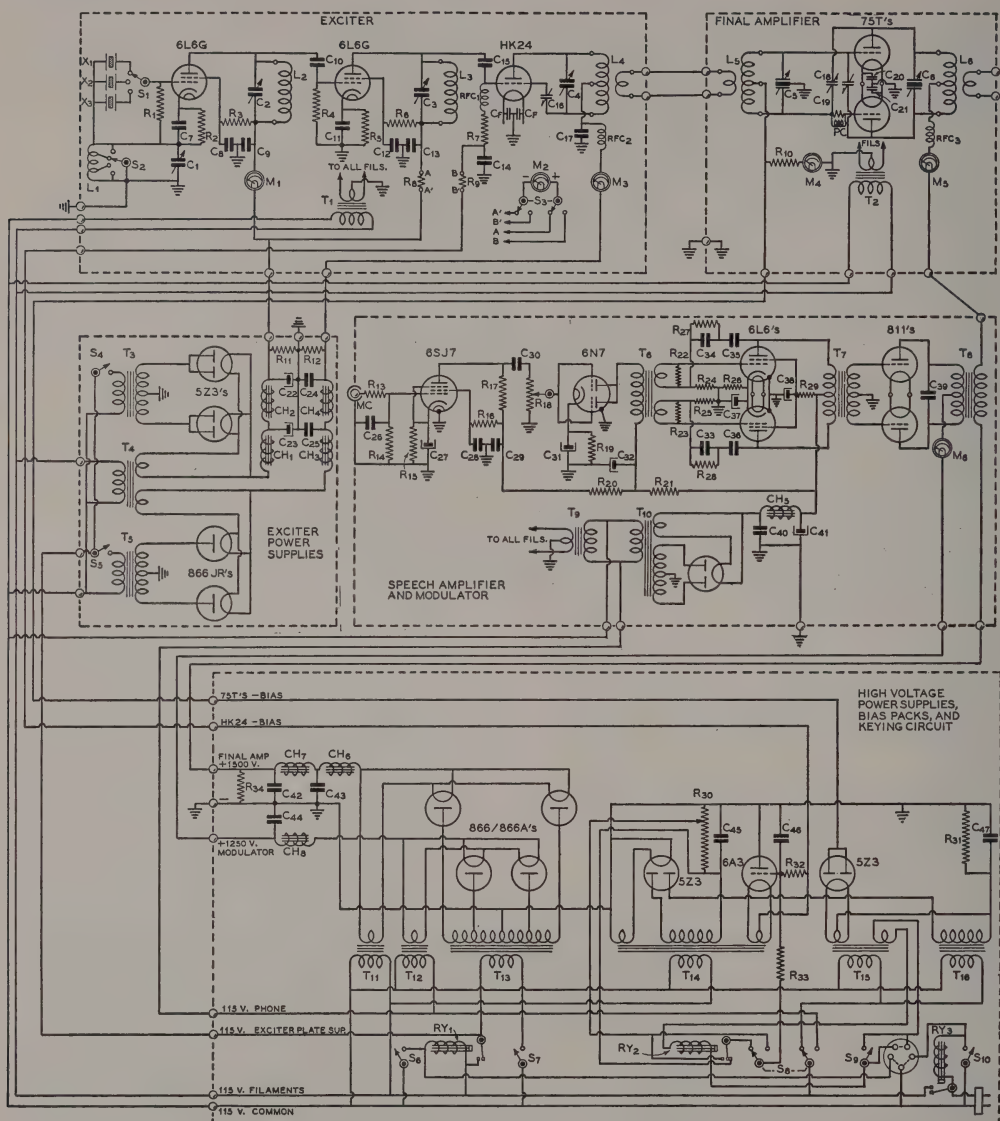 EXCITER
FINAL AMPLIFIER
75T's
6L6G
6L6G
HK24
X1
X2
X3
S1
R1
C7
R2
R3
C2
L2
C8
C9
C10
R4
C11
R5
R6
C12
C13
C3
L3
RFC1
C15
R7
C14
CF
CF
C16
C4
L4
C17
RFC2
L1
S2
C1
M1
TO ALL FILS.
T1
R8
A
A'
B
B'
R9
M2
- +
S3
A'
B'
A
B
M3
L5
C5
C18
C19
C20
C21
C6
L6
PC
FILS
RFC3
R10
M4
T2
M5
S4
T3
5Z3's
R11
R12
C22
C24
CH2
CH4
C23
C25
CH1
CH3
T4
T5
S5
866 JR's
EXCITER
POWER
SUPPLIES
6SJ7
C30
6N7
T6
R27
C34
C35
6L6's
T7
811's
T8
MC
R13
R17
R18
R22
R24
R26
C38
R29
C39
R25
C37
R23
C33
C36
R28
M6
C26
R14
R15
C27
R16
C28
C29
C31
R19
C32
R20
R21
CH5
C40
C41
TO ALL FILS.
T9
T10
SPEECH AMPLIFIER
AND MODULATOR
75T'S -BIAS
HK24 -BIAS
HIGH VOLTAGE
POWER SUPPLIES,
BIAS PACKS, AND
KEYING CIRCUIT
FINAL AMP
+1500 V.
CH7
CH6
R34
C42
C43
-
C44
+1250 V.
MODULATOR
CH8
866/866A's
R30
C45
C46
6A3
R32
5Z3
5Z3
R31
C47
R33
T11
T12
T13
T14
T15
T16
115 V. PHONE
115 V. EXCITER PLATE SUP.
RY1
S6
S7
RY2
S8
S9
RY3
S10
115 V. FILAMENTS
115 V. COMMON